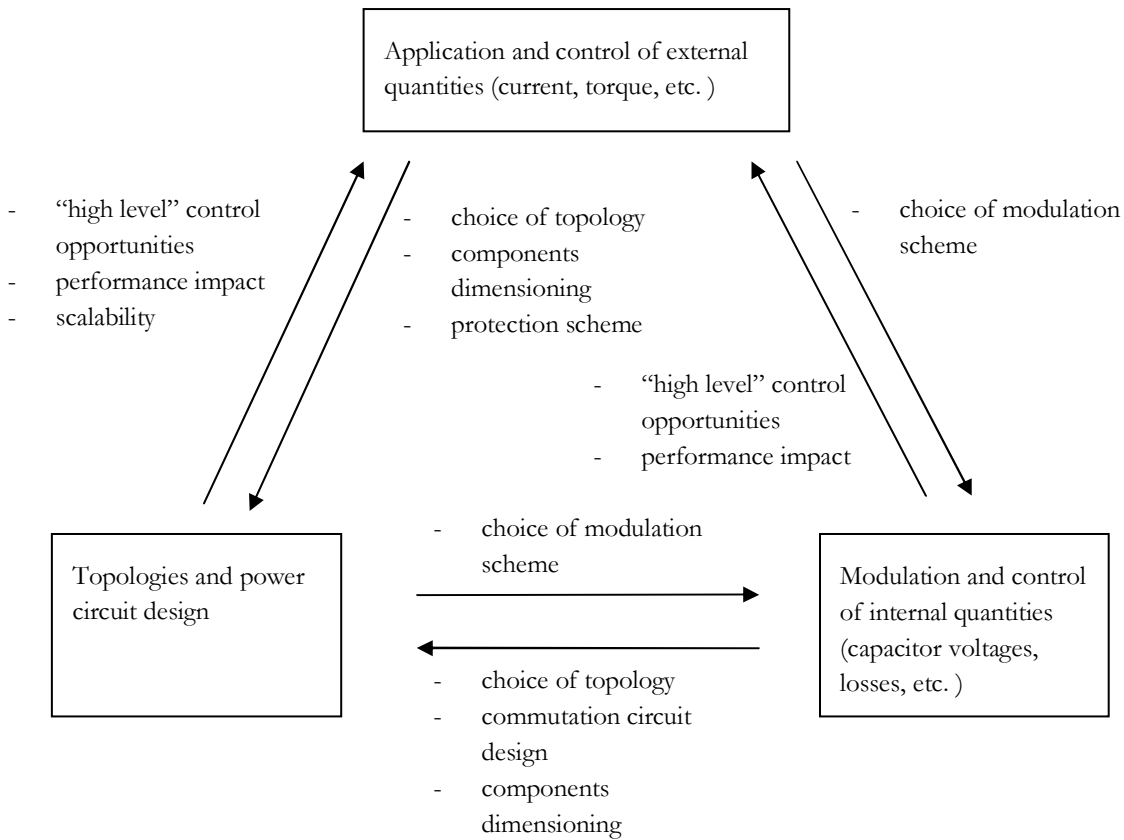 Application and control of external
quantities (current, torque, etc. )
- “high level” control
opportunities
- performance impact
- scalability
- choice of topology
- components
dimensioning
- protection scheme
- choice of modulation
scheme
- “high level” control
opportunities
- performance impact
Topologies and power
circuit design
- choice of modulation
scheme
Modulation and control
of internal quantities
(capacitor voltages,
losses, etc. )
- choice of topology
- commutation circuit
design
- components
dimensioning